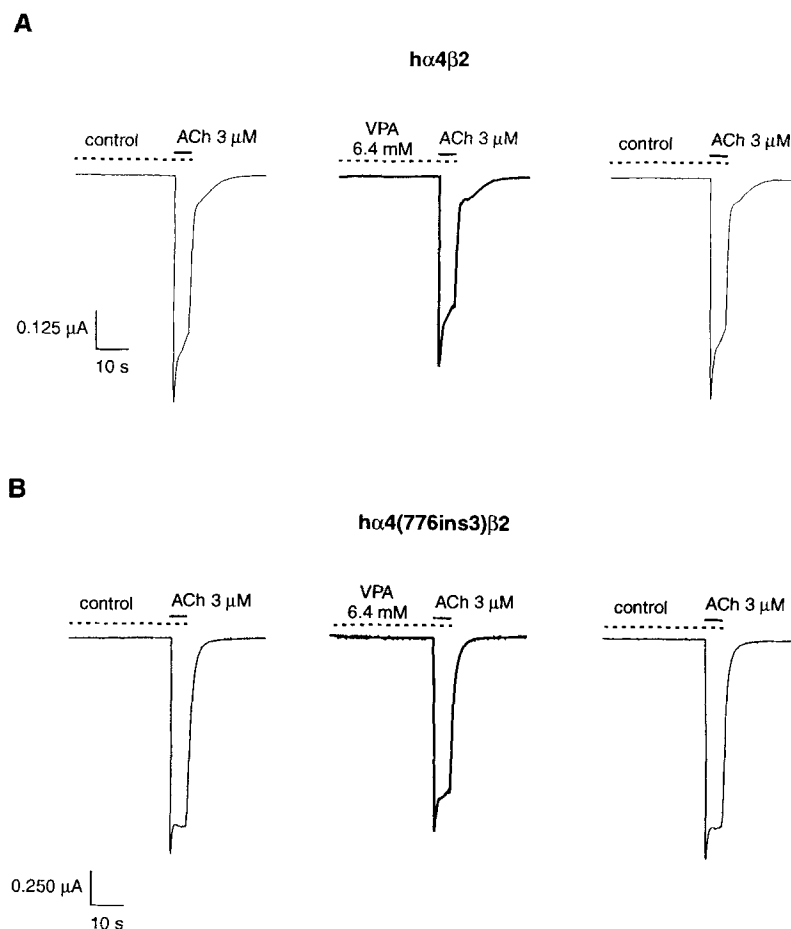 A
hα4β2
control
ACh 3 μM
VPA
6.4 mM
ACh 3 μM
control
ACh 3 μM
0.125 μA
10 s
B
hα4(776ins3)β2
control
ACh 3 μM
VPA
6.4 mM
ACh 3 μM
control
ACh 3 μM
0.250 μA
10 s